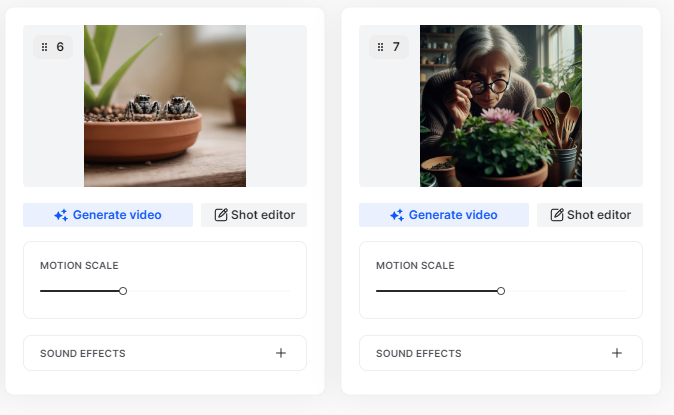 6
7
Generate video
Shot editor
Generate video
Shot editor
MOTION SCALE
MOTION SCALE
SOUND EFFECTS
SOUND EFFECTS